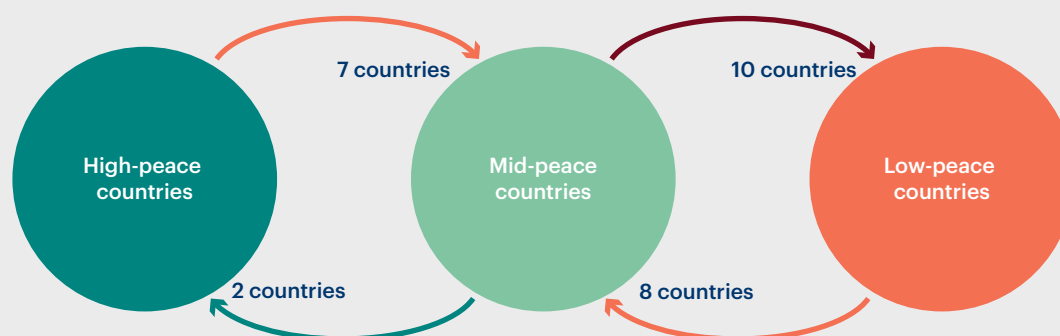 7 countries
10 countries
High-peace
countries
Mid-peace
countries
Low-peace
countries
2 countries
8 countries